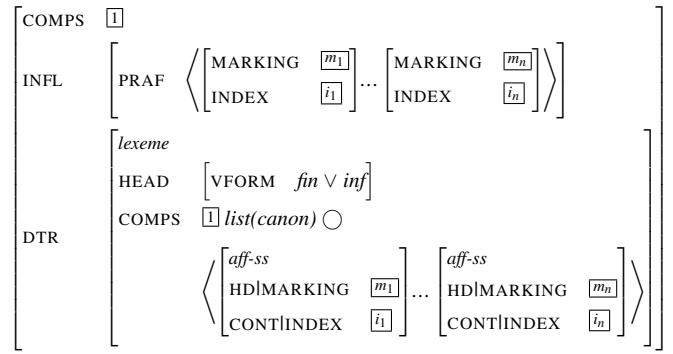 COMPS 1
INFL [PRAF ⟨[MARKING m₁ INDEX i₁] ... [MARKING mₙ INDEX iₙ]⟩]
DTR
lexeme
HEAD [VFORM fin ∨ inf]
COMPS 1 list(canon) ◯
⟨[aff-ss ... [aff-ss
HD|MARKING m₁ ... HD|MARKING mₙ
CONT|INDEX i₁] CONT|INDEX iₙ]⟩